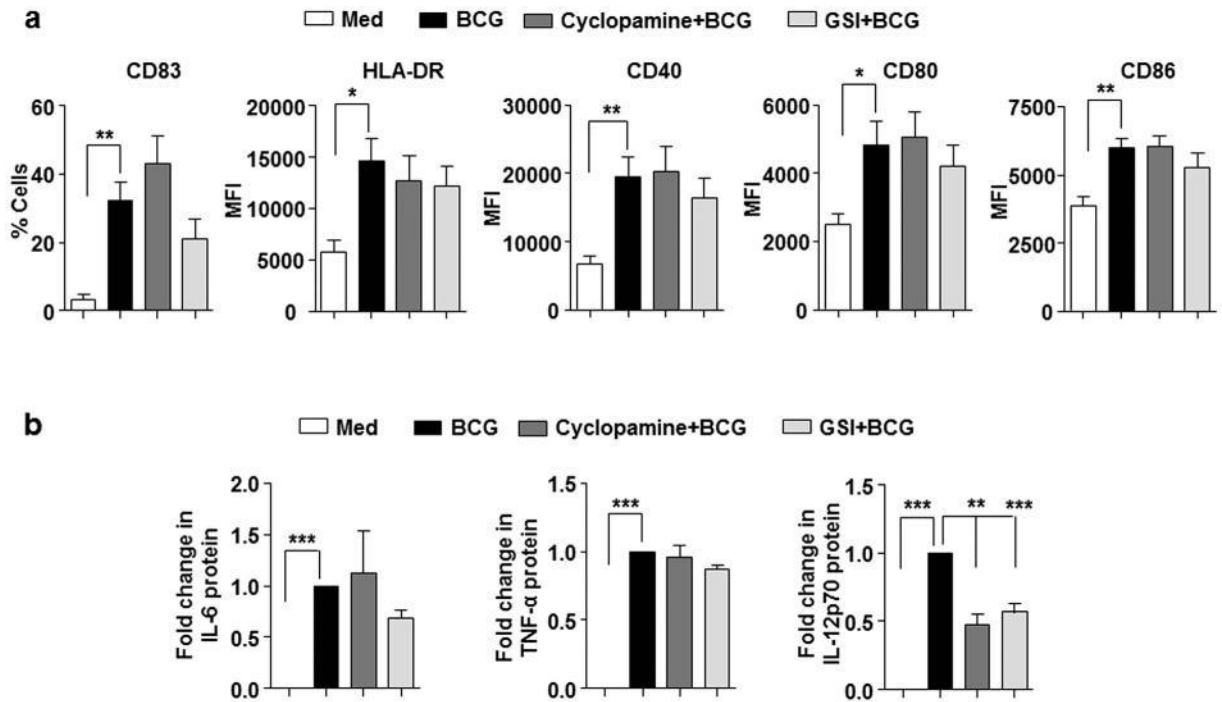 a
Med BCG Cyclopamine+BCG GSI+BCG
CD83
% Cells
60
40
20
0
**
HLA-DR
MFI
20000
15000
10000
5000
0
*
CD40
MFI
30000
20000
10000
0
**
CD80
MFI
6000
4000
2000
0
*
CD86
MFI
7500
5000
2500
0
**
b
Med BCG Cyclopamine+BCG GSI+BCG
Fold change in
IL-6 protein
2.0
1.5
1.0
0.5
0.0
***
Fold change in
TNF-α protein
1.5
1.0
0.5
0.0
***
Fold change in
IL-12p70 protein
1.5
1.0
0.5
0.0
*** ** ***